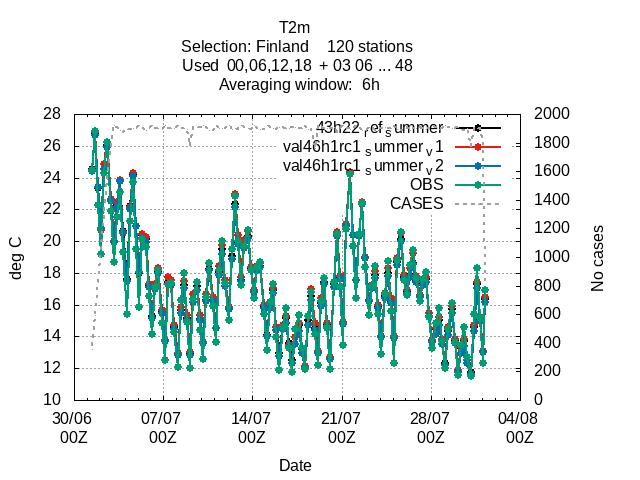 T2m
Selection: Finland 120 stations
Used 00,06,12,18 + 03 06 ... 48
Averaging window: 6h
28 2000
26 1800
24 1600
22 1400
20 1200
18 1000
16 800
14 600
12 400
10 200
0
deg C
No cases
43h22_ref_summer
val46h1rc1_summer_v1
val46h1rc1_summer_v2
OBS
CASES
30/06 07/07 14/07 21/07 28/07 04/08
00Z 00Z 00Z 00Z 00Z 00Z
Date